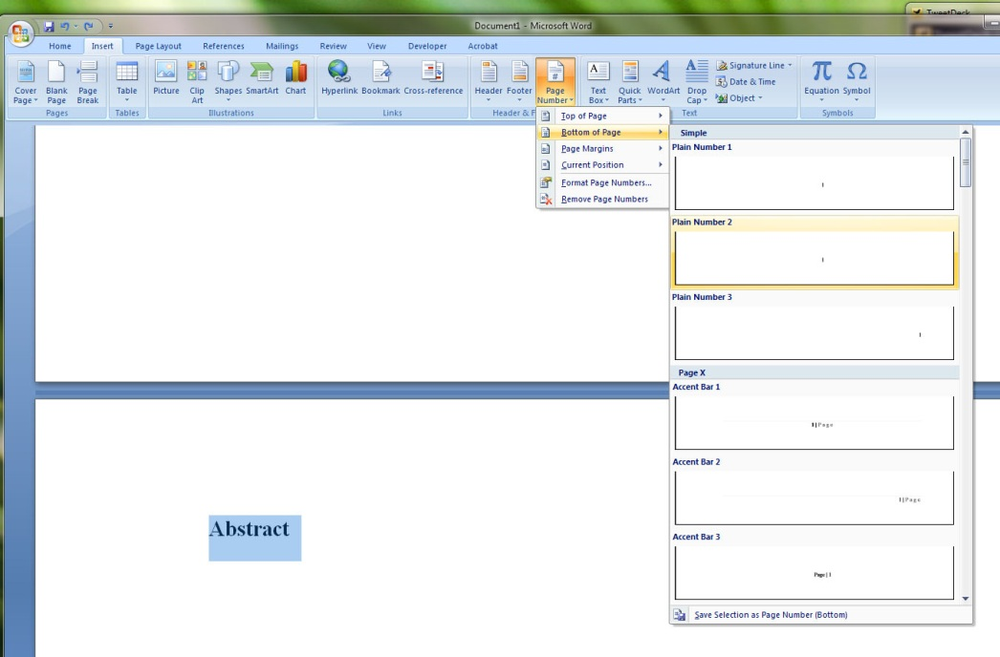 TweetDeck
Document1 - Microsoft Word
Home Insert Page Layout References Mailings Review View Developer Acrobat
Cover Page Blank Page Page Break Table Picture Clip Art Shapes SmartArt Chart Hyperlink Bookmark Cross-reference Header Footer Page Number Text Box Quick Parts WordArt Drop Cap Signature Line Date & Time Object Equation Symbol
Pages Tables Illustrations Links Header & F Text Symbols
Top of Page
Bottom of Page
Page Margins
Current Position
Format Page Numbers...
Remove Page Numbers
Simple
Plain Number 1
1
Plain Number 2
1
Plain Number 3
1
Page X
Accent Bar 1
1 | Page
Accent Bar 2
1 | Page
Accent Bar 3
Page | 1
Save Selection as Page Number (Bottom)
Abstract